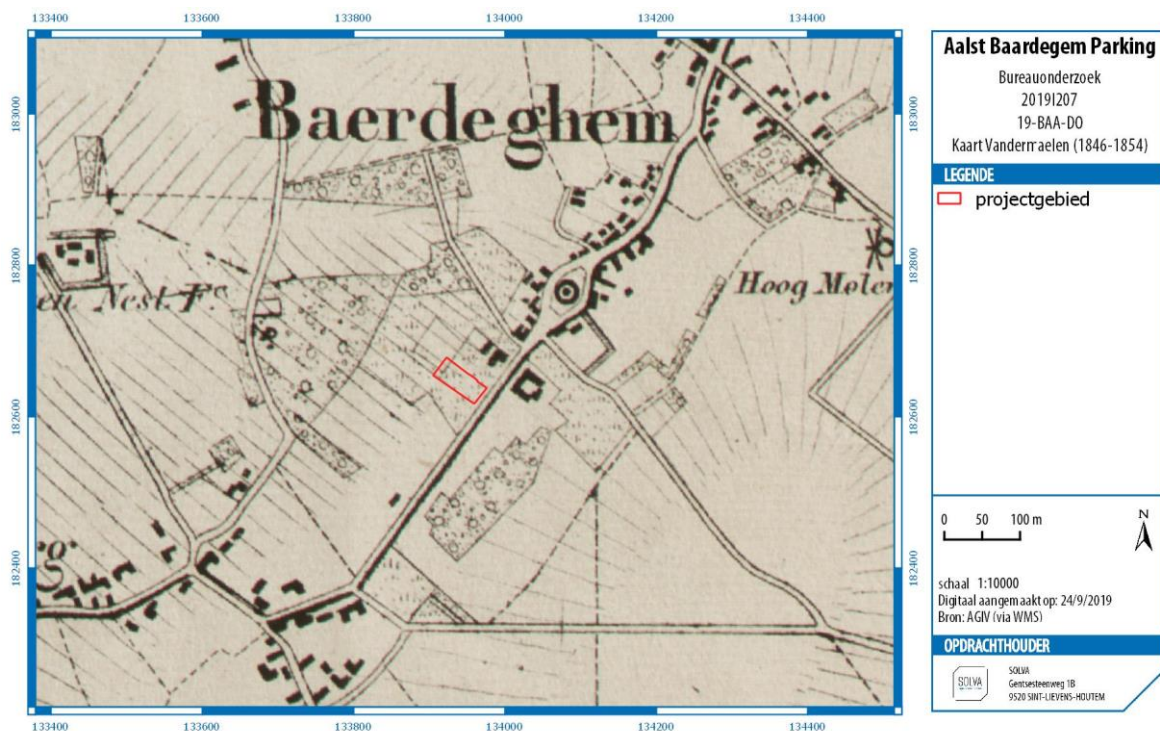 133400 133600 133800 134000 134200 134400
183000
182800
182600
182400
Baerdeghem
en Nest. F.e
Hoog Molen
g
183000
182800
182600
182400
133400 133600 133800 134000 134200 134400
Aalst Baardegem Parking
Bureauonderzoek
2019I207
19-BAA-DO
Kaart Vandermaelen (1846-1854)
LEGENDE
projectgebied
0 50 100 m
N
schaal 1:10000
Digitaal aangemaakt op: 24/9/2019
Bron: AGIV (via WMS)
OPDRACHTHOUDER
SOLVA
SOLVA
Gentsesteenweg 1B
9520 SINT-LIEVENS-HOUTEM